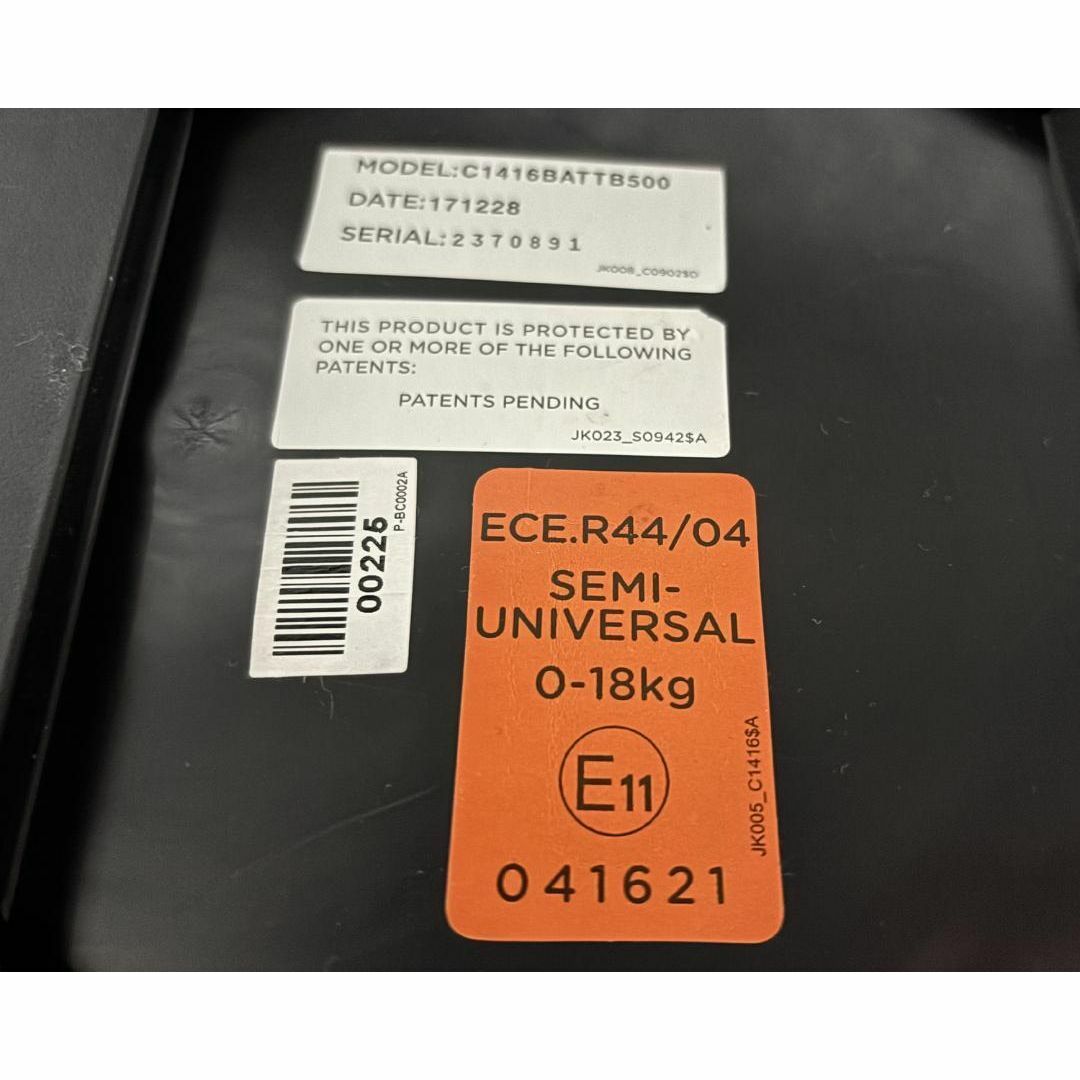 MODEL:C1416BATTB500
DATE:171228
SERIAL:2370891
JK008_C0902$D
THIS PRODUCT IS PROTECTED BY
ONE OR MORE OF THE FOLLOWING
PATENTS:
PATENTS PENDING
JK023_S0942$A
00225
P-BC0002A
ECE.R44/04
SEMI-
UNIVERSAL
0-18kg
E11
041621
JK005_C1416$A